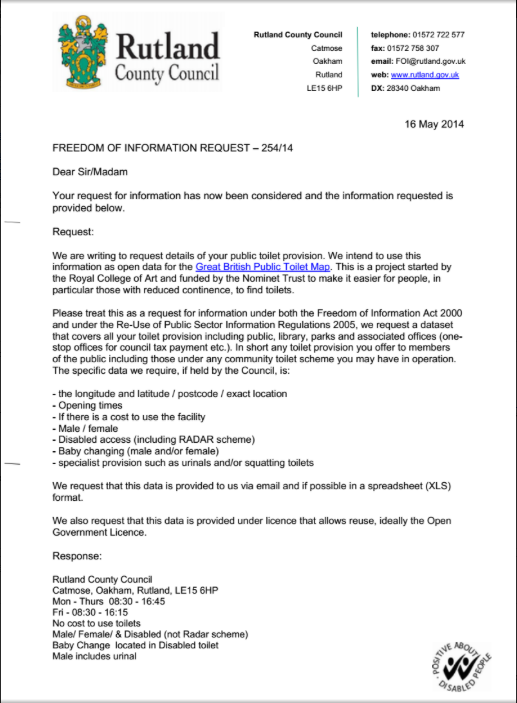 Rutland
County Council
Rutland County Council
Catmose
Oakham
Rutland
LE15 6HP
telephone: 01572 722 577
fax: 01572 758 307
email: FOI@rutland.gov.uk
web: www.rutland.gov.uk
DX: 28340 Oakham
16 May 2014
FREEDOM OF INFORMATION REQUEST – 254/14
Dear Sir/Madam
Your request for information has now been considered and the information requested is
provided below.
Request:
We are writing to request details of your public toilet provision. We intend to use this
information as open data for the Great British Public Toilet Map. This is a project started by
the Royal College of Art and funded by the Nominet Trust to make it easier for people, in
particular those with reduced continence, to find toilets.
Please treat this as a request for information under both the Freedom of Information Act 2000
and under the Re-Use of Public Sector Information Regulations 2005, we request a dataset
that covers all your toilet provision including public, library, parks and associated offices (one-
stop offices for council tax payment etc.). In short any toilet provision you offer to members
of the public including those under any community toilet scheme you may have in operation.
The specific data we require, if held by the Council, is:
- the longitude and latitude / postcode / exact location
- Opening times
- If there is a cost to use the facility
- Male / female
- Disabled access (including RADAR scheme)
- Baby changing (male and/or female)
- specialist provision such as urinals and/or squatting toilets
We request that this data is provided to us via email and if possible in a spreadsheet (XLS)
format.
We also request that this data is provided under licence that allows reuse, ideally the Open
Government Licence.
Response:
Rutland County Council
Catmose, Oakham, Rutland, LE15 6HP
Mon - Thurs 08:30 - 16:45
Fri - 08:30 - 16:15
No cost to use toilets
Male/ Female/ & Disabled (not Radar scheme)
Baby Change located in Disabled toilet
Male includes urinal
POSITIVE ABOUT
DISABLED PEOPLE